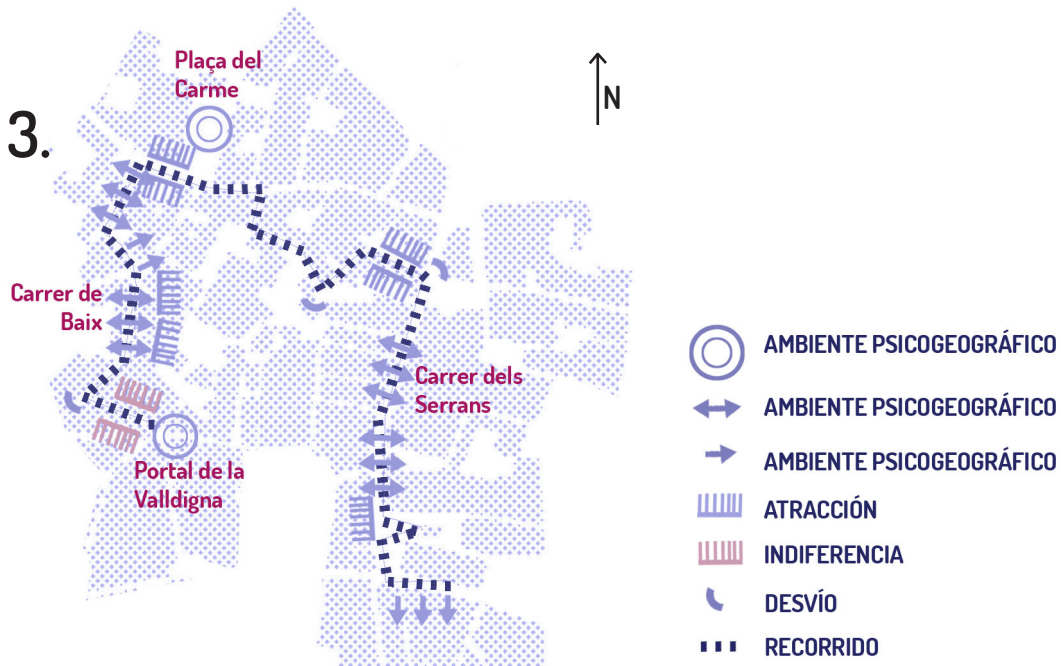 Plaça del
Carme
N
3.
Carrer de
Baix
Carrer dels
Serrans
Portal de la
Valldigna
AMBIENTE PSICOGEOGRÁFICO
AMBIENTE PSICOGEOGRÁFICO
AMBIENTE PSICOGEOGRÁFICO
ATRACCIÓN
INDIFERENCIA
DESVÍO
RECORRIDO